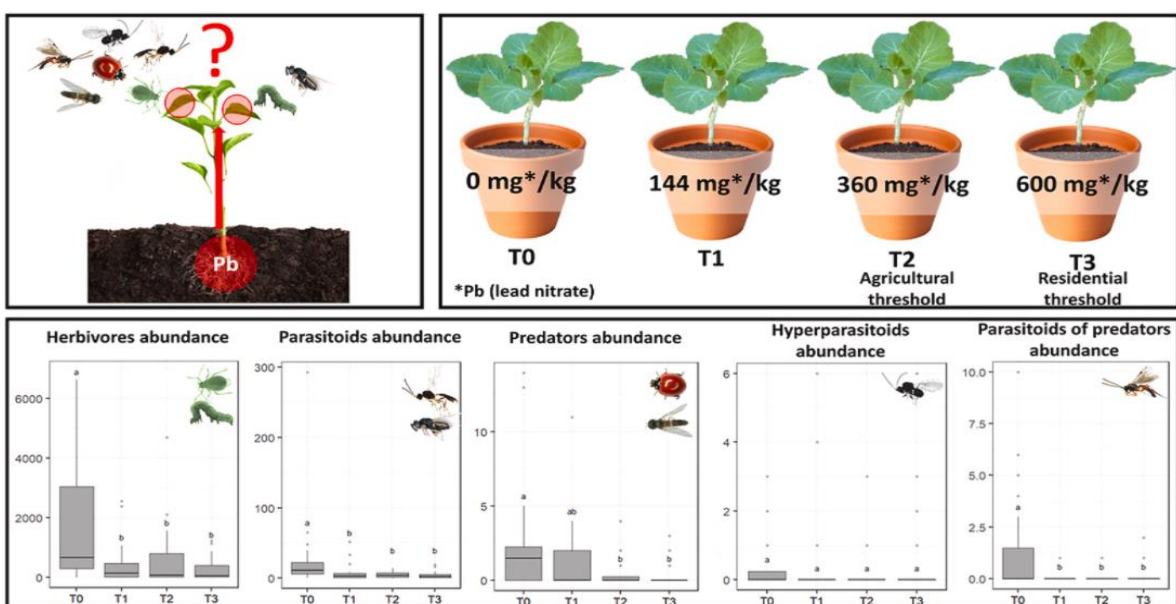 ?
Pb
0 mg*/kg
144 mg*/kg
360 mg*/kg
600 mg*/kg
T0
T1
T2
T3
*Pb (lead nitrate)
Agricultural
threshold
Residential
threshold
Herbivores abundance
6000
4000
2000
0
a
b
b
b
T0
T1
T2
T3
Parasitoids abundance
300
200
100
0
a
b
b
b
T0
T1
T2
T3
Predators abundance
10
5
0
a
ab
b
b
T0
T1
T2
T3
Hyperparasitoids
abundance
6
4
2
0
a
a
a
a
T0
T1
T2
T3
Parasitoids of predators
abundance
10.0
7.5
5.0
2.5
0.0
a
b
b
b
T0
T1
T2
T3